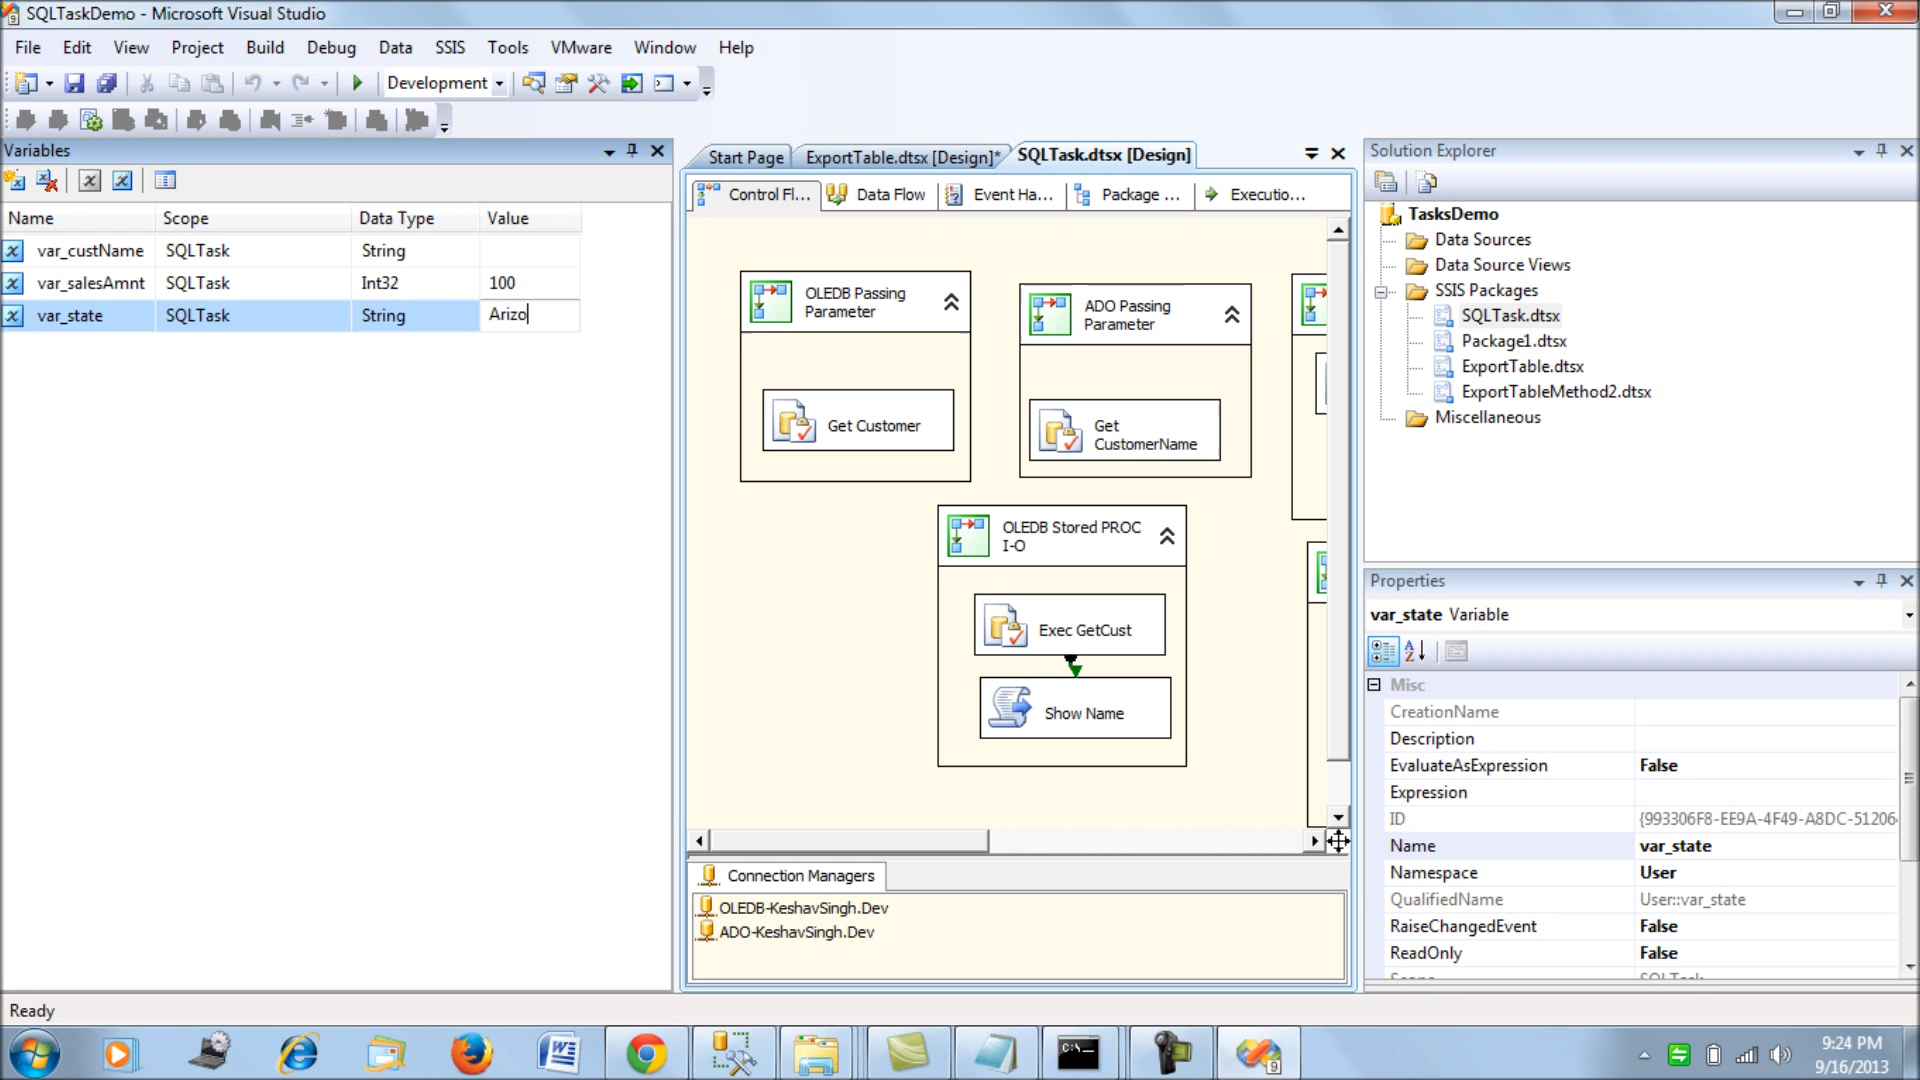 SQLTaskDemo - Microsoft Visual Studio
File Edit View Project Build Debug Data SSIS Tools VMware Window Help
Development
Variables
Name Scope Data Type Value
var_custName SQLTask String
var_salesAmnt SQLTask Int32 100
var_state SQLTask String Arizo
Start Page ExportTable.dtsx [Design]* SQLTask.dtsx [Design]
Control Fl... Data Flow Event Ha... Package ... Executio...
OLEDB Passing
Parameter
Get Customer
ADO Passing
Parameter
Get
CustomerName
OLEDB Stored PROC
I-O
Exec GetCust
Show Name
Connection Managers
OLEDB-KeshavSingh.Dev
ADO-KeshavSingh.Dev
Solution Explorer
TasksDemo
Data Sources
Data Source Views
SSIS Packages
SQLTask.dtsx
Package1.dtsx
ExportTable.dtsx
ExportTableMethod2.dtsx
Miscellaneous
Properties
var_state Variable
Misc
CreationName
Description
EvaluateAsExpression False
Expression
ID {993306F8-EE9A-4F49-A8DC-51206
Name var_state
Namespace User
QualifiedName User::var_state
RaiseChangedEvent False
ReadOnly False
Scope SQLTask
Ready
9:24 PM
9/16/2013